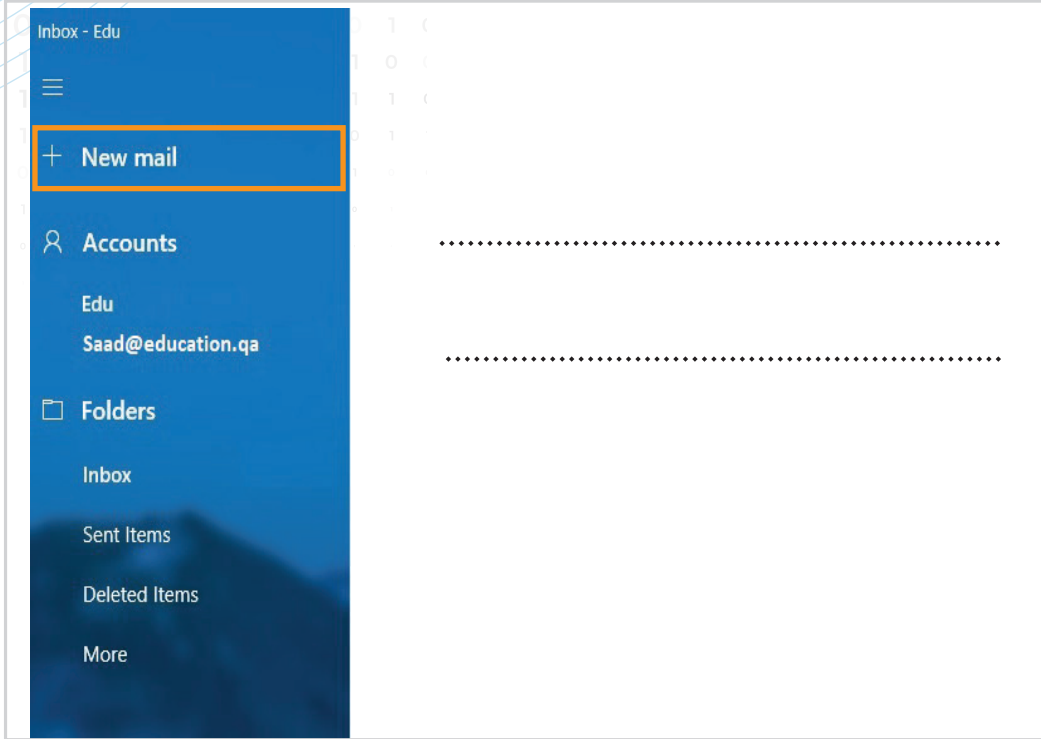 Inbox - Edu
New mail
Accounts
Edu
Saad@education.qa
Folders
Inbox
Sent Items
Deleted Items
More